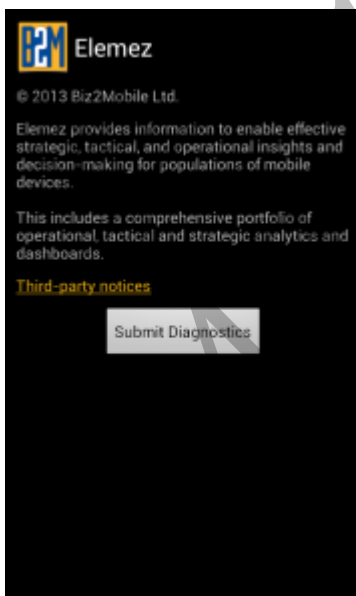 B2M Elemez
© 2013 Biz2Mobile Ltd.
Elemez provides information to enable effective
strategic, tactical, and operational insights and
decision-making for populations of mobile
devices.
This includes a comprehensive portfolio of
operational, tactical and strategic analytics and
dashboards.
Third-party notices
Submit Diagnostics